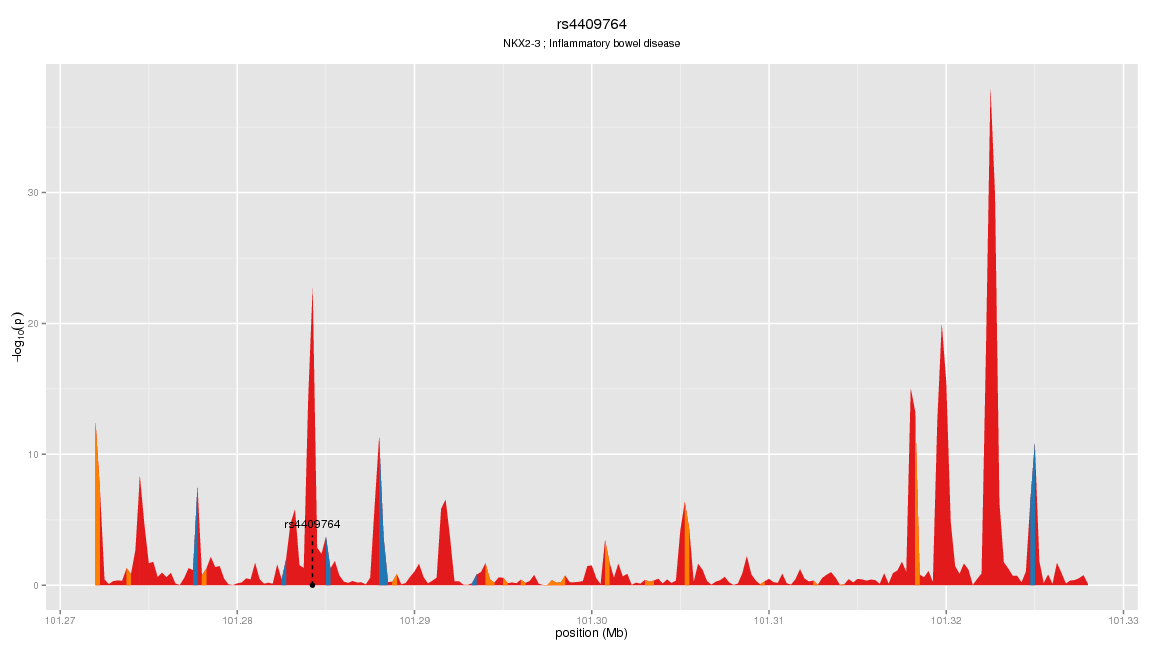 rs4409764
NKX2-3 ; Inflammatory bowel disease
−log10(p)
30
20
10
0
rs4409764
101.27 101.28 101.29 101.30 101.31 101.32 101.33
position (Mb)